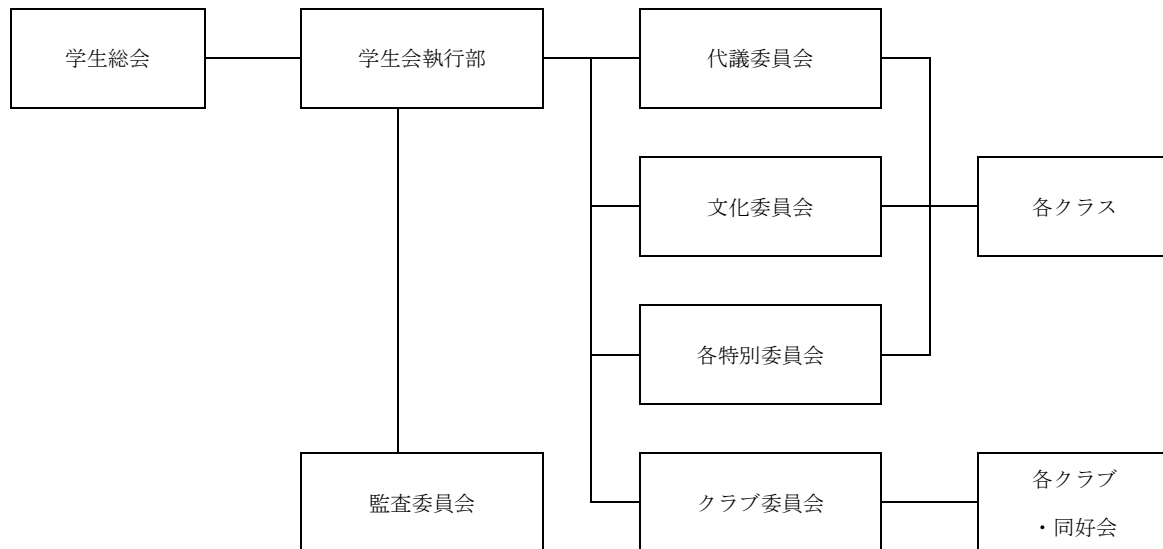 学生総会
学生会執行部
代議委員会
文化委員会
各クラス
各特別委員会
監査委員会
クラブ委員会
各クラブ
・同好会